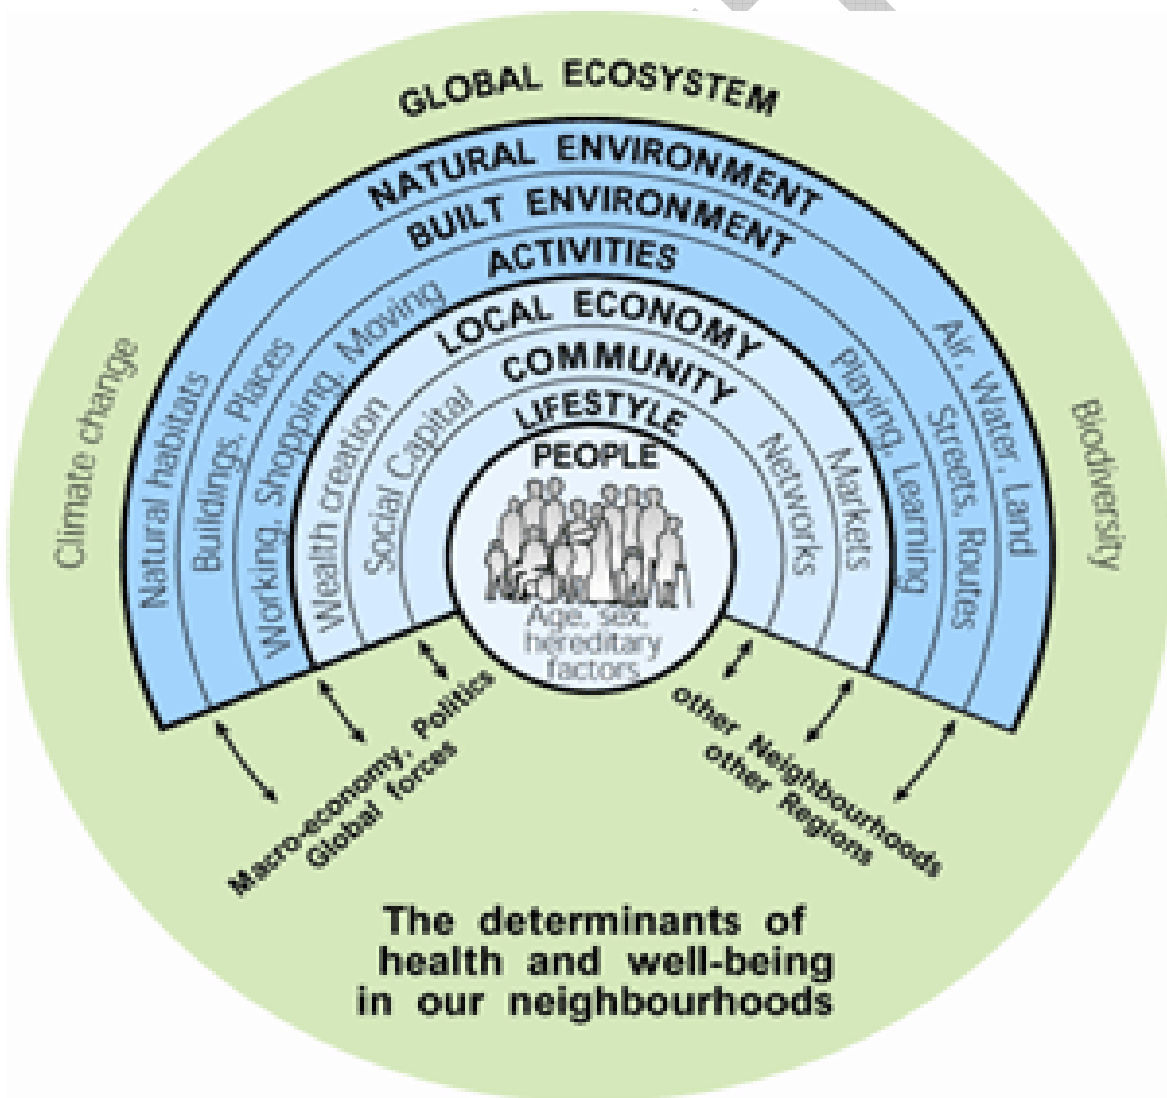 GLOBAL ECOSYSTEM
NATURAL ENVIRONMENT
BUILT ENVIRONMENT
ACTIVITIES
LOCAL ECONOMY
COMMUNITY
LIFESTYLE
PEOPLE
Age, sex,
hereditary
factors
Climate change
Natural habitats
Buildings, Places
Working, Shopping, Moving
Wealth creation
Social Capital
Networks
Markets
Playing, Learning
Streets, Routes
Air, Water, Land
Biodiversity
Macro-economy, Politics
Global forces
other Neighbourhoods
other Regions
The determinants of
health and well-being
in our neighbourhoods